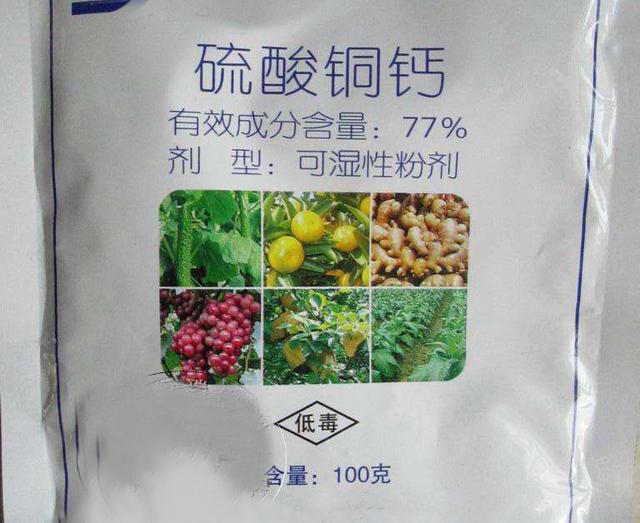 硫酸铜钙
有效成分含量：77%
剂 型：可湿性粉剂
低毒
含量：100克